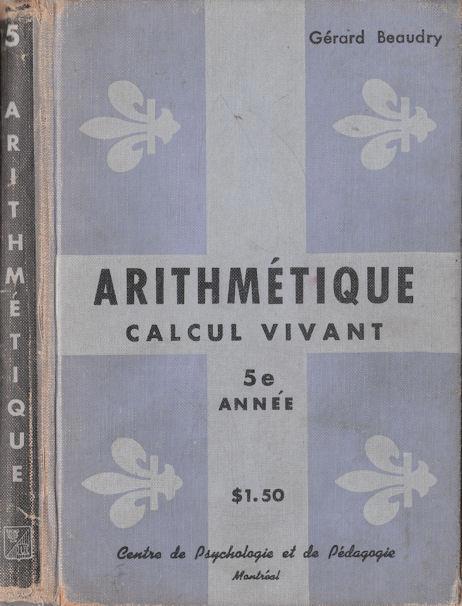 5 ARITHMÉTIQUE
Gérard Beaudry
ARITHMÉTIQUE
CALCUL VIVANT
5e
ANNÉE
$1.50
Centre de Psychologie et de Pédagogie
Montréal